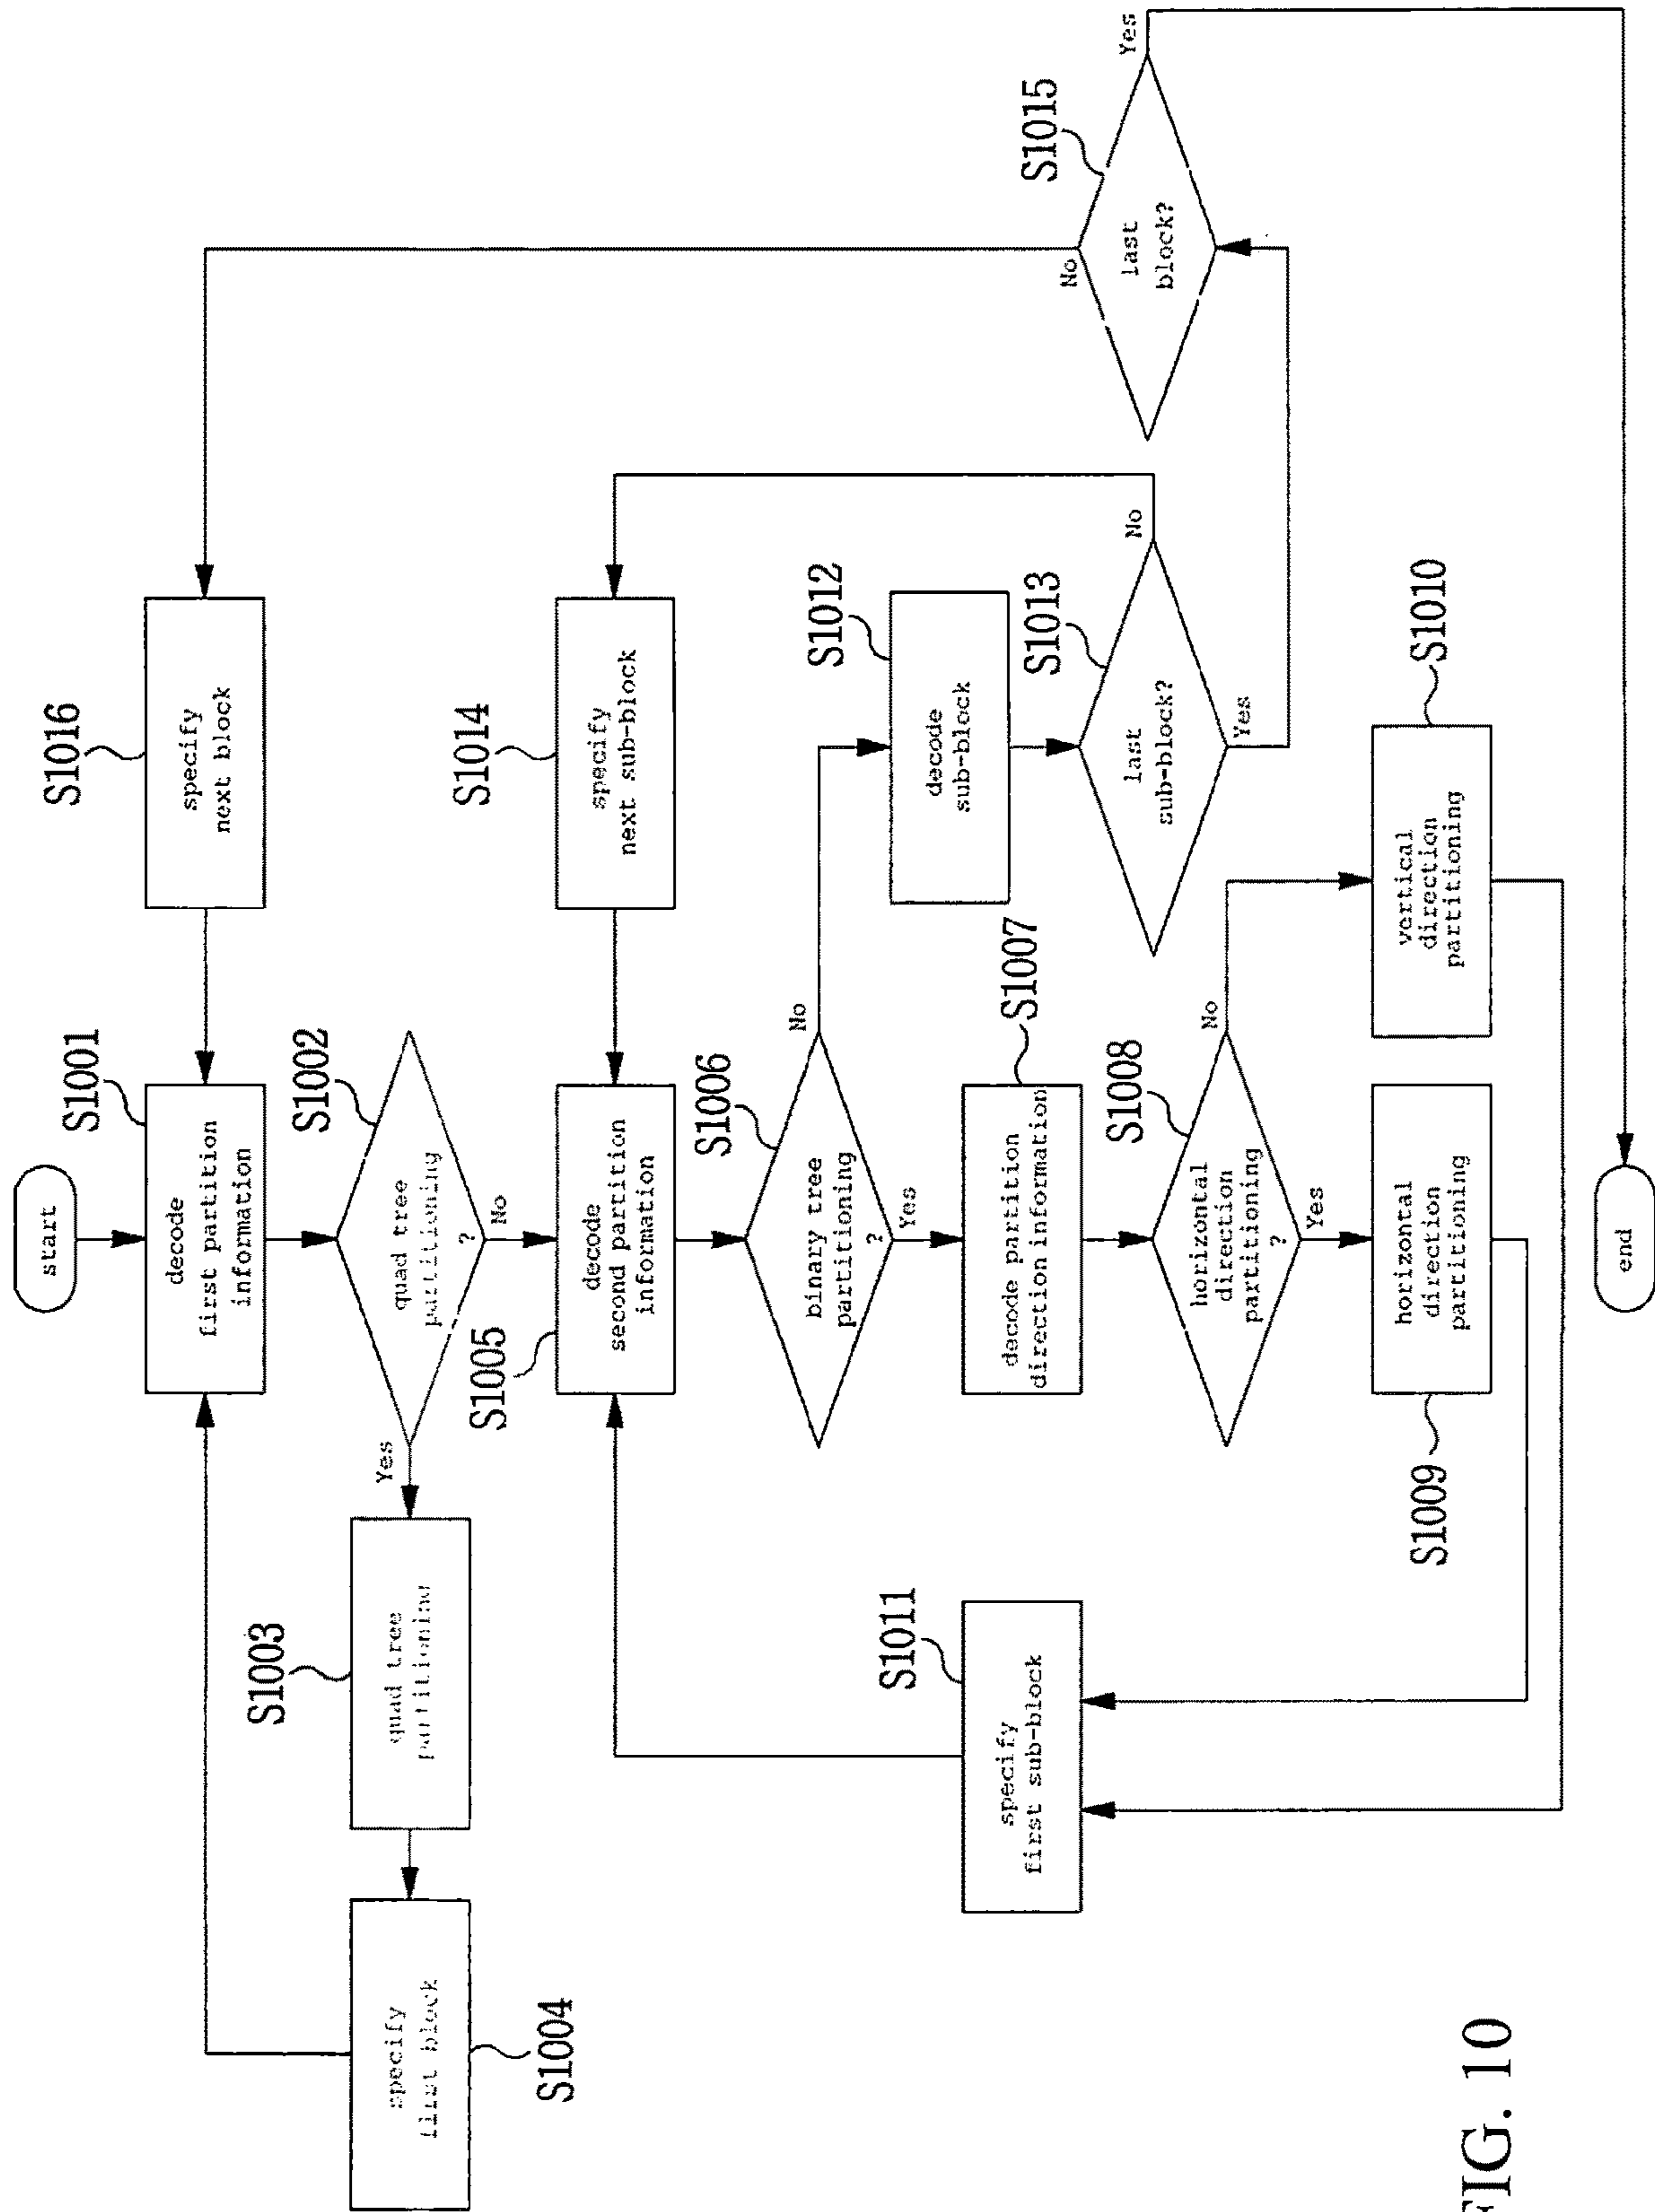 start
S1001
decode
first partition
information
S1016
specify
next block
S1002
quad tree
partitioning
?
Yes
No
S1003
quad tree
partitioning
S1004
specify
first block
S1005
decode
second partition
information
S1014
specify
next sub-block
S1006
binary tree
partitioning
?
No
Yes
S1012
decode
sub-block
S1007
decode partition
direction information
S1013
last
sub-block?
No
Yes
S1015
last
block?
No
Yes
S1011
specify
first sub-block
S1008
horizontal
direction
partitioning
?
No
Yes
S1009
horizontal
direction
partitioning
S1010
vertical
direction
partitioning
end
FIG. 10